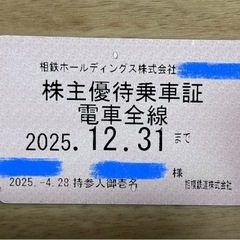 相鉄ホールディングス株式会社
株主優待乗車証
電車全線
2025.12.31まで
様
2025.-4.28 持参人御壱名
相模鉄道株式会社